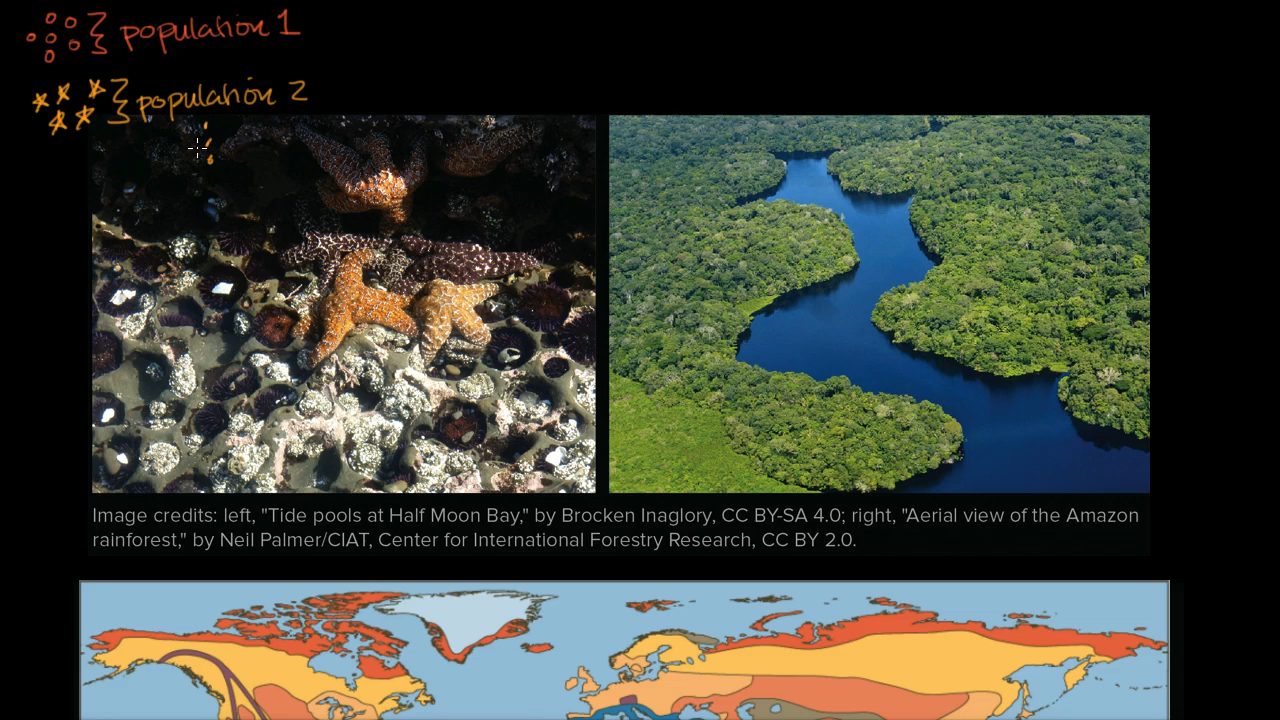 population 1
population 2
Image credits: left, "Tide pools at Half Moon Bay," by Brocken Inaglory, CC BY-SA 4.0; right, "Aerial view of the Amazon
rainforest," by Neil Palmer/CIAT, Center for International Forestry Research, CC BY 2.0.